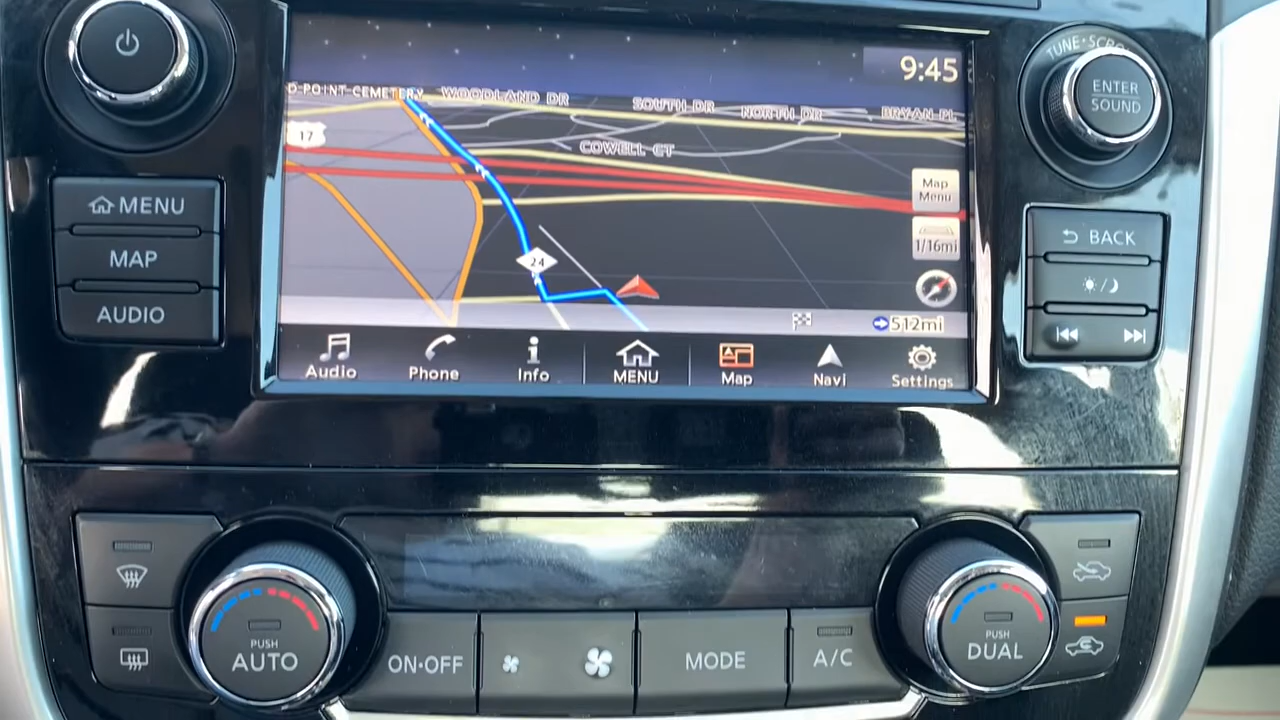 9:45
D POINT CEMETERY
WOODLAND DR
SOUTH DR
NORTH DR
BRYAN PL
17
COWELL CT
Map
Menu
1/16mi
24
512mi
Audio
Phone
Info
MENU
Map
Navi
Settings
MENU
MAP
AUDIO
TUNE·SCRO
ENTER
SOUND
BACK
PUSH
AUTO
ON·OFF
MODE
A/C
PUSH
DUAL